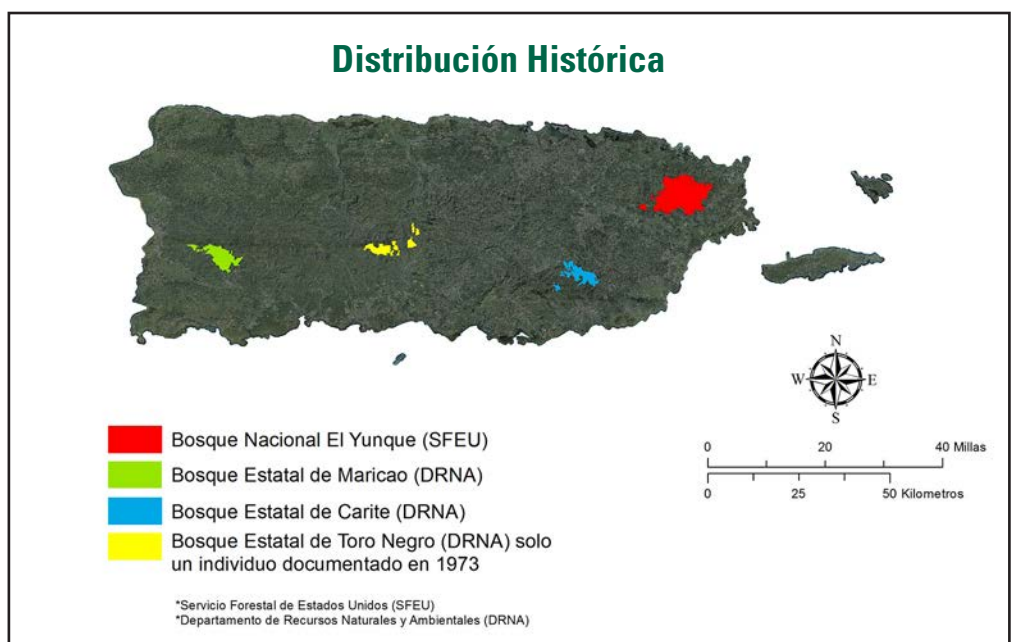 Distribución Histórica
N
W
E
S
Bosque Nacional El Yunque (SFEU)
Bosque Estatal de Maricao (DRNA)
Bosque Estatal de Carite (DRNA)
Bosque Estatal de Toro Negro (DRNA) solo
un individuo documentado en 1973
0 20 40 Millas
0 25 50 Kilometros
*Servicio Forestal de Estados Unidos (SFEU)
*Departamento de Recursos Naturales y Ambientales (DRNA)